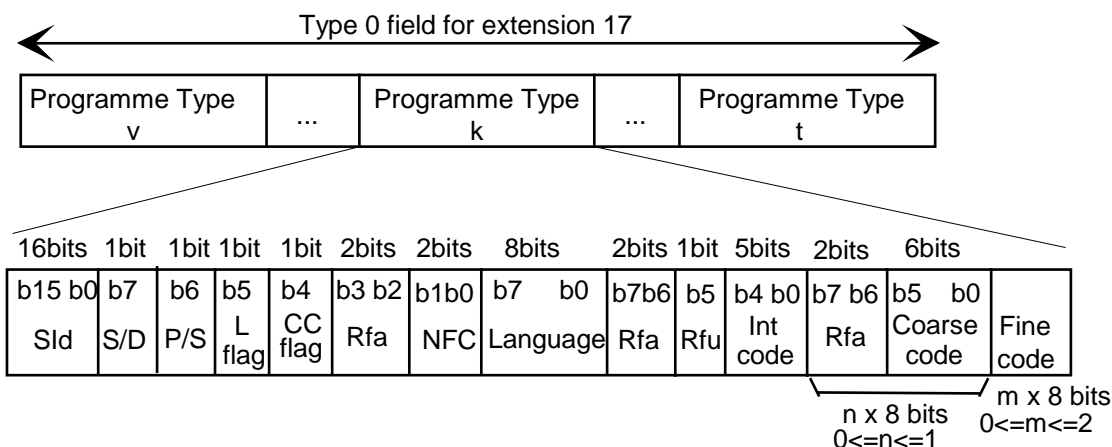 Type 0 field for extension 17
Programme Type ... Programme Type ... Programme Type
v k t
16bits 1bit 1bit 1bit 1bit 2bits 2bits 8bits 2bits 1bit 5bits 2bits 6bits
b15 b0 b7 b6 b5 b4 b3 b2 b1b0 b7 b0 b7b6 b5 b4 b0 b7 b6 b5 b0
SId S/D P/S L flag CC flag Rfa NFC Language Rfa Rfu Int code Rfa Coarse code Fine code
n x 8 bits m x 8 bits
0<=n<=1 0<=m<=2